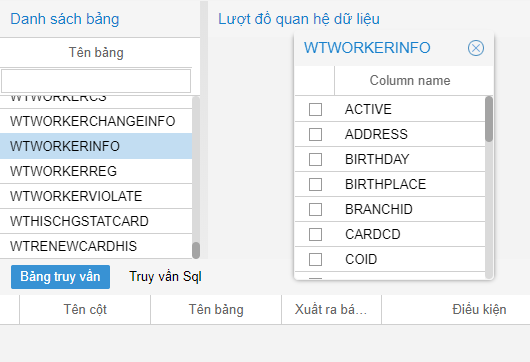 Danh sách bảng
Tên bảng
WTWORKERCS
WTWORKERCHANGEINFO
WTWORKERINFO
WTWORKERREG
WTWORKERVIOLATE
WTHISCHGSTATCARD
WTRENEWCARDHIS
Lượt đồ quan hệ dữ liệu
WTWORKERINFO
Column name
ACTIVE
ADDRESS
BIRTHDAY
BIRTHPLACE
BRANCHID
CARDCD
COID
Bảng truy vấn Truy vấn Sql
Tên cột Tên bảng Xuất ra bá… Điều kiện